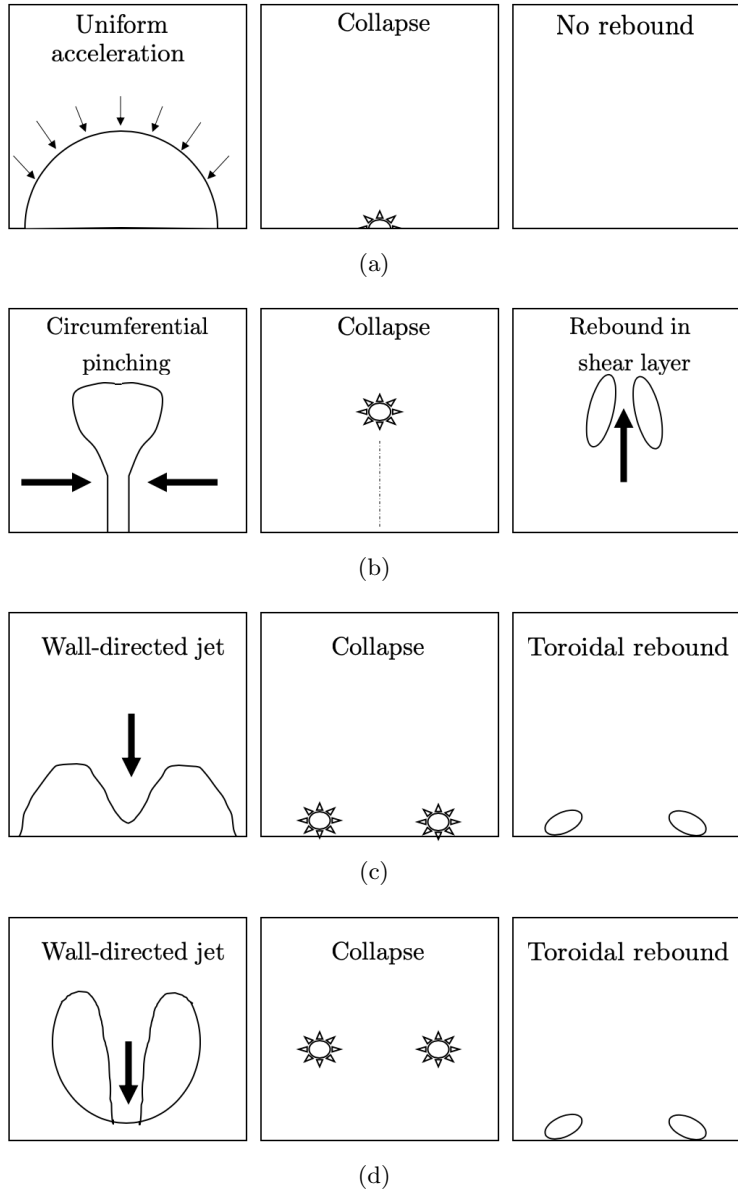 Uniform
acceleration
Collapse
No rebound
(a)
Circumferential
pinching
Collapse
Rebound in
shear layer
(b)
Wall-directed jet
Collapse
Toroidal rebound
(c)
Wall-directed jet
Collapse
Toroidal rebound
(d)